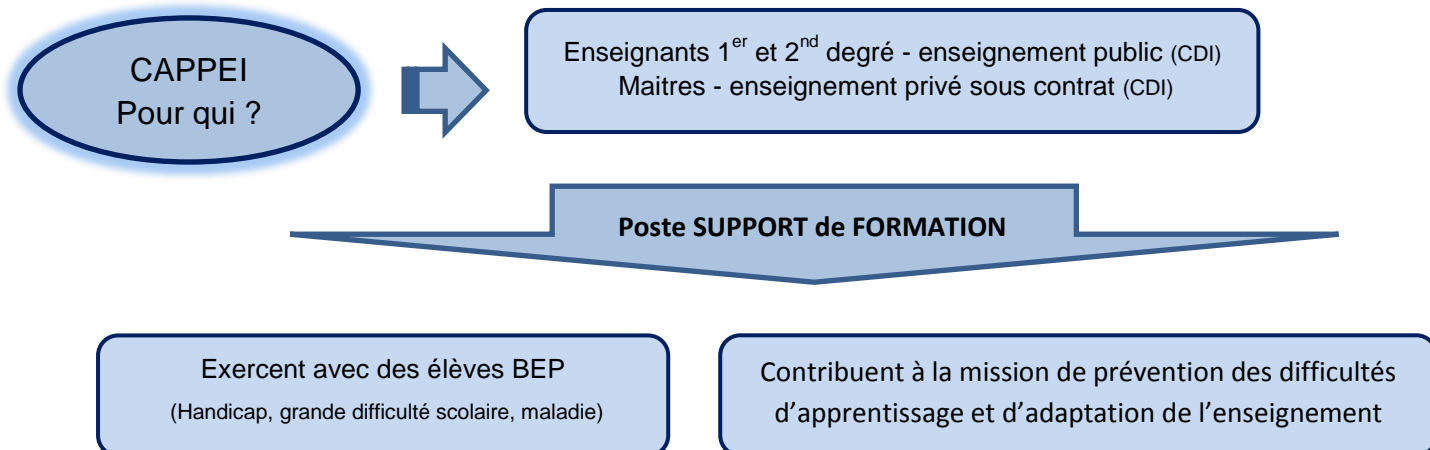 CAPPEI
Pour qui ?
Enseignants 1er et 2nd degré - enseignement public (CDI)
Maitres - enseignement privé sous contrat (CDI)
Poste SUPPORT de FORMATION
Exercent avec des élèves BEP
(Handicap, grande difficulté scolaire, maladie)
Contribuent à la mission de prévention des difficultés
d’apprentissage et d’adaptation de l’enseignement